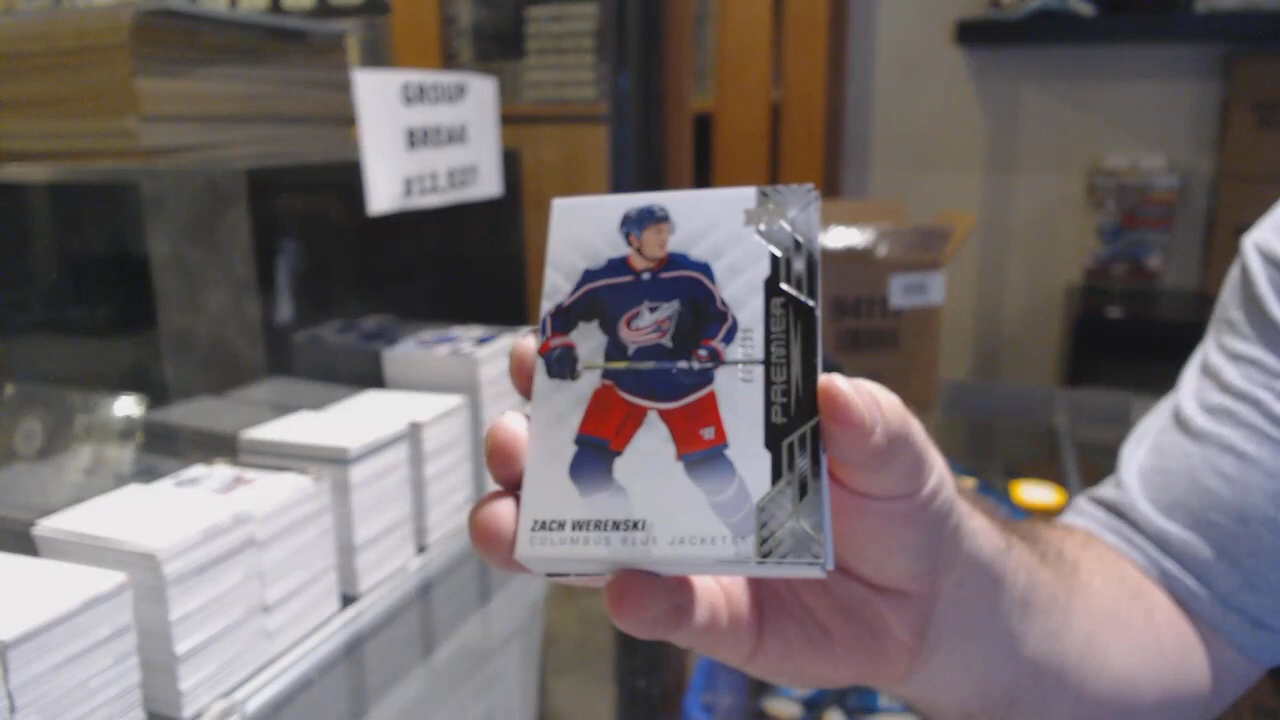 GROUP
BREAK
PREMIER
ZACH WERENSKI
COLUMBUS BLUE JACKETS